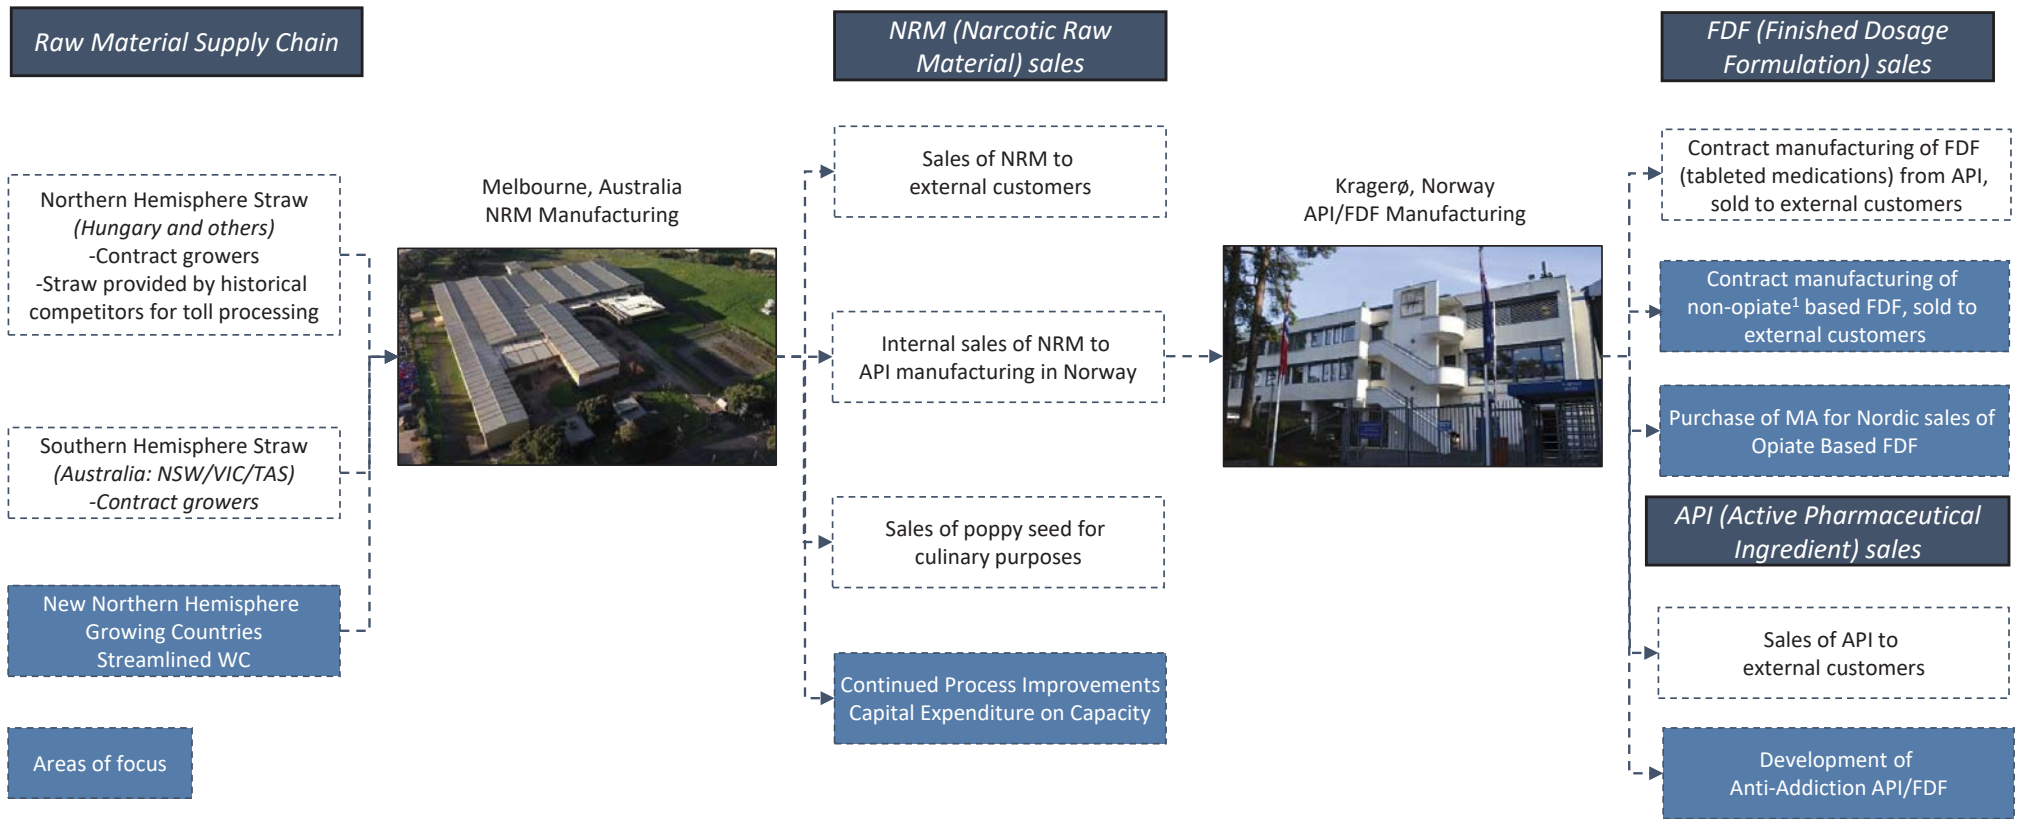 Raw Material Supply Chain
Northern Hemisphere Straw
(Hungary and others)
-Contract growers
-Straw provided by historical
competitors for toll processing
Southern Hemisphere Straw
(Australia: NSW/VIC/TAS)
-Contract growers
New Northern Hemisphere
Growing Countries
Streamlined WC
Areas of focus
Melbourne, Australia
NRM Manufacturing
NRM (Narcotic Raw
Material) sales
Sales of NRM to
external customers
Internal sales of NRM to
API manufacturing in Norway
Sales of poppy seed for
culinary purposes
Continued Process Improvements
Capital Expenditure on Capacity
Kragerø, Norway
API/FDF Manufacturing
FDF (Finished Dosage
Formulation) sales
Contract manufacturing of FDF
(tableted medications) from API,
sold to external customers
Contract manufacturing of
non-opiate¹ based FDF, sold to
external customers
Purchase of MA for Nordic sales of
Opiate Based FDF
API (Active Pharmaceutical
Ingredient) sales
Sales of API to
external customers
Development of
Anti-Addiction API/FDF